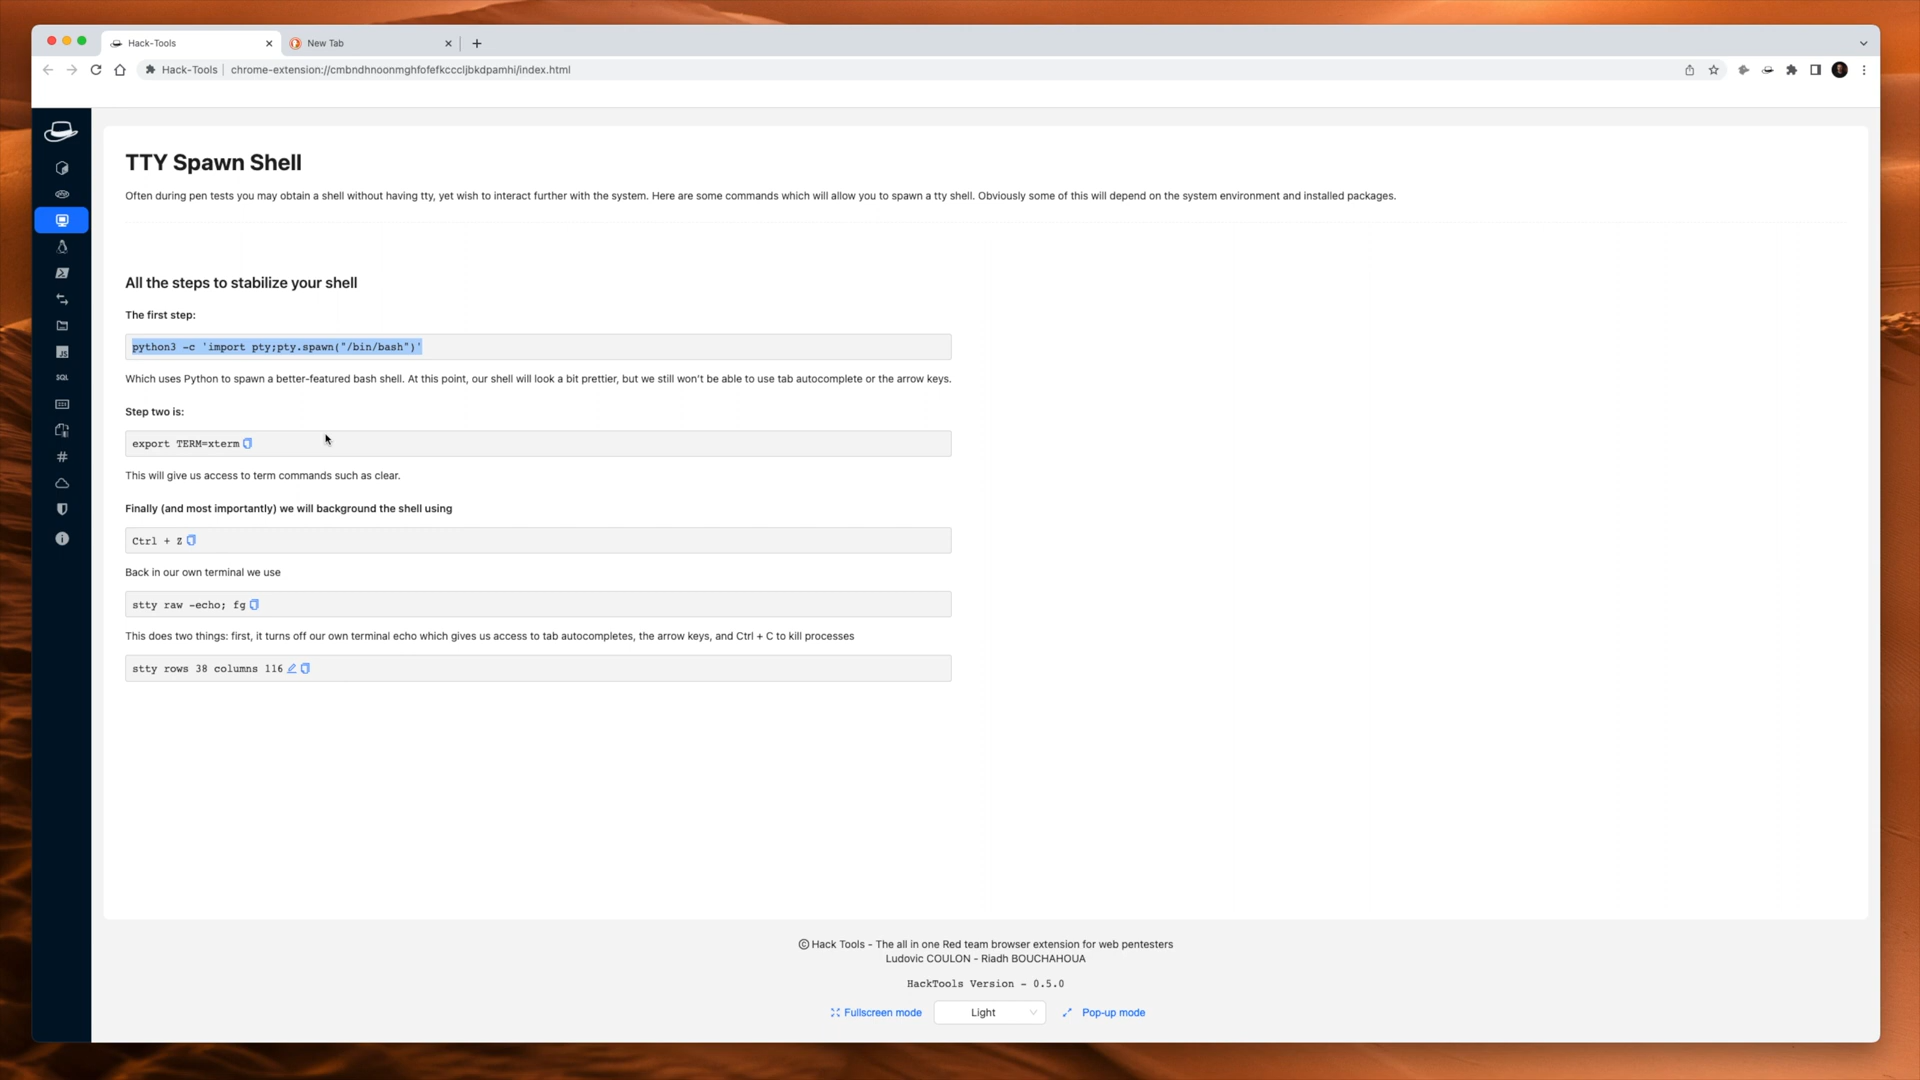 Hack-Tools
New Tab
Hack-Tools
chrome-extension://cmbndhnoonmghfofefkcccljbkdpamhi/index.html
TTY Spawn Shell
Often during pen tests you may obtain a shell without having tty, yet wish to interact further with the system. Here are some commands which will allow you to spawn a tty shell. Obviously some of this will depend on the system environment and installed packages.
All the steps to stabilize your shell
The first step:
python3 -c 'import pty;pty.spawn("/bin/bash")'
Which uses Python to spawn a better-featured bash shell. At this point, our shell will look a bit prettier, but we still won't be able to use tab autocomplete or the arrow keys.
Step two is:
export TERM=xterm
This will give us access to term commands such as clear.
Finally (and most importantly) we will background the shell using
Ctrl + Z
Back in our own terminal we use
stty raw -echo; fg
This does two things: first, it turns off our own terminal echo which gives us access to tab autocompletes, the arrow keys, and Ctrl + C to kill processes
stty rows 38 columns 116
JS
SQL
© Hack Tools - The all in one Red team browser extension for web pentesters
Ludovic COULON - Riadh BOUCHAHOUA
HackTools Version - 0.5.0
Fullscreen mode
Light
Pop-up mode